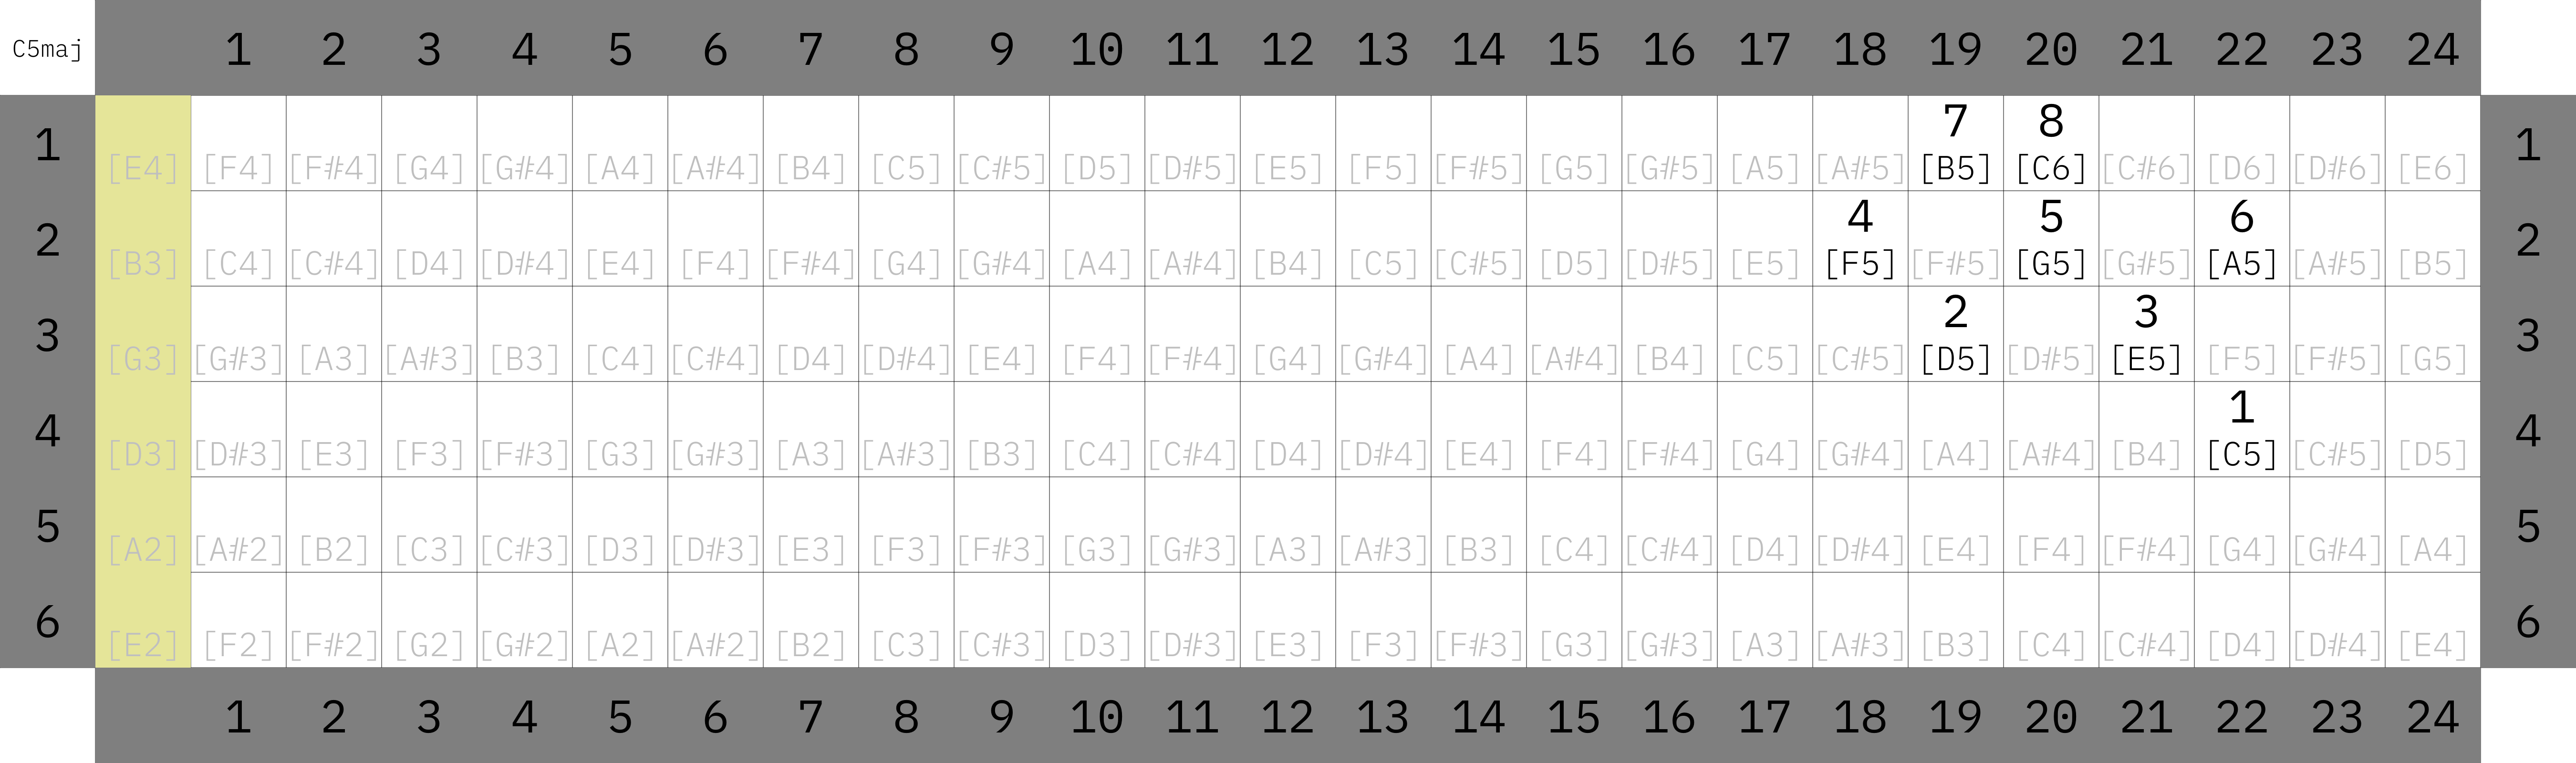 C5maj 1 2 3 4 5 6 7 8 9 10 11 12 13 14 15 16 17 18 19 20 21 22 23 24
7 8
1 [E4] [F4] [F#4] [G4] [G#4] [A4] [A#4] [B4] [C5] [C#5] [D5] [D#5] [E5] [F5] [F#5] [G5] [G#5] [A5] [A#5] [B5] [C6] [C#6] [D6] [D#6] [E6] 1
4 5 6
2 [B3] [C4] [C#4] [D4] [D#4] [E4] [F4] [F#4] [G4] [G#4] [A4] [A#4] [B4] [C5] [C#5] [D5] [D#5] [E5] [F5] [F#5] [G5] [G#5] [A5] [A#5] [B5] 2
2 3
3 [G3] [G#3] [A3] [A#3] [B3] [C4] [C#4] [D4] [D#4] [E4] [F4] [F#4] [G4] [G#4] [A4] [A#4] [B4] [C5] [C#5] [D5] [D#5] [E5] [F5] [F#5] [G5] 3
1
4 [D3] [D#3] [E3] [F3] [F#3] [G3] [G#3] [A3] [A#3] [B3] [C4] [C#4] [D4] [D#4] [E4] [F4] [F#4] [G4] [G#4] [A4] [A#4] [B4] [C5] [C#5] [D5] 4
5 [A2] [A#2] [B2] [C3] [C#3] [D3] [D#3] [E3] [F3] [F#3] [G3] [G#3] [A3] [A#3] [B3] [C4] [C#4] [D4] [D#4] [E4] [F4] [F#4] [G4] [G#4] [A4] 5
6 [E2] [F2] [F#2] [G2] [G#2] [A2] [A#2] [B2] [C3] [C#3] [D3] [D#3] [E3] [F3] [F#3] [G3] [G#3] [A3] [A#3] [B3] [C4] [C#4] [D4] [D#4] [E4] 6
1 2 3 4 5 6 7 8 9 10 11 12 13 14 15 16 17 18 19 20 21 22 23 24